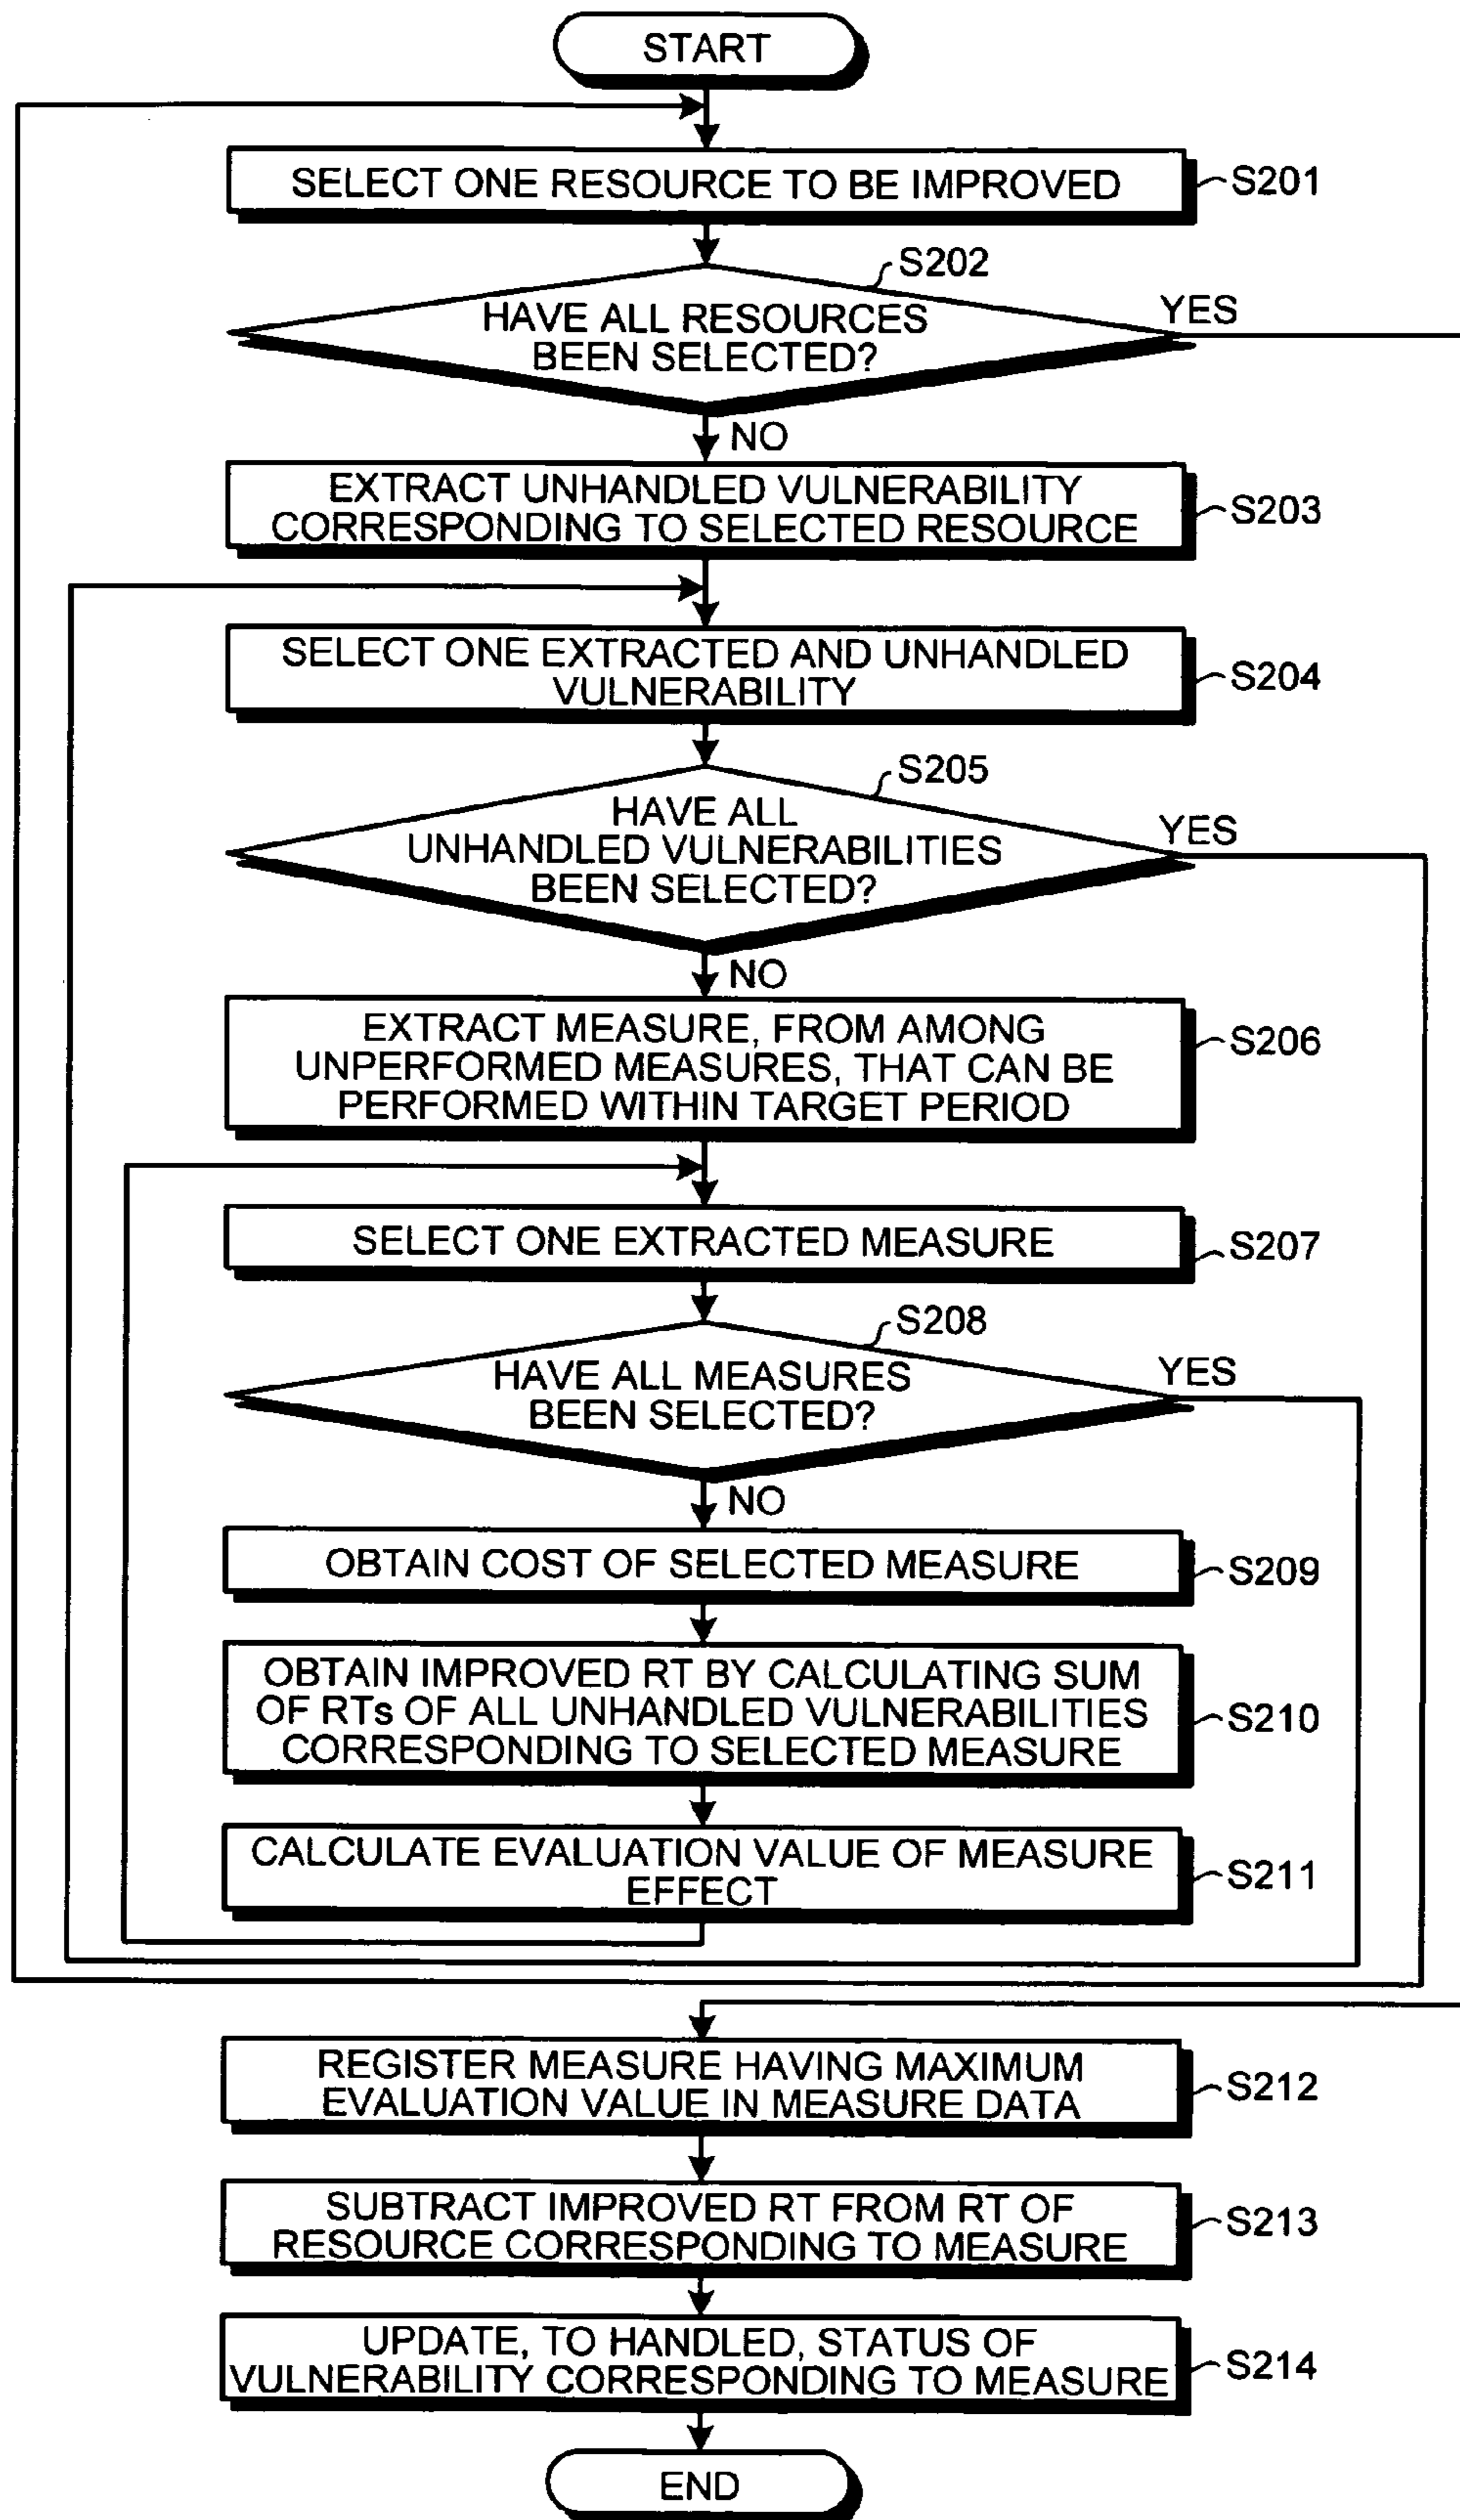 START
SELECT ONE RESOURCE TO BE IMPROVED
S201
S202
HAVE ALL RESOURCES
BEEN SELECTED?
YES
NO
EXTRACT UNHANDLED VULNERABILITY
CORRESPONDING TO SELECTED RESOURCE
S203
SELECT ONE EXTRACTED AND UNHANDLED
VULNERABILITY
S204
S205
HAVE ALL
UNHANDLED VULNERABILITIES
BEEN SELECTED?
YES
NO
EXTRACT MEASURE, FROM AMONG
UNPERFORMED MEASURES, THAT CAN BE
PERFORMED WITHIN TARGET PERIOD
S206
SELECT ONE EXTRACTED MEASURE
S207
S208
HAVE ALL MEASURES
BEEN SELECTED?
YES
NO
OBTAIN COST OF SELECTED MEASURE
S209
OBTAIN IMPROVED RT BY CALCULATING SUM
OF RTs OF ALL UNHANDLED VULNERABILITIES
CORRESPONDING TO SELECTED MEASURE
S210
CALCULATE EVALUATION VALUE OF MEASURE
EFFECT
S211
REGISTER MEASURE HAVING MAXIMUM
EVALUATION VALUE IN MEASURE DATA
S212
SUBTRACT IMPROVED RT FROM RT OF
RESOURCE CORRESPONDING TO MEASURE
S213
UPDATE, TO HANDLED, STATUS OF
VULNERABILITY CORRESPONDING TO MEASURE
S214
END